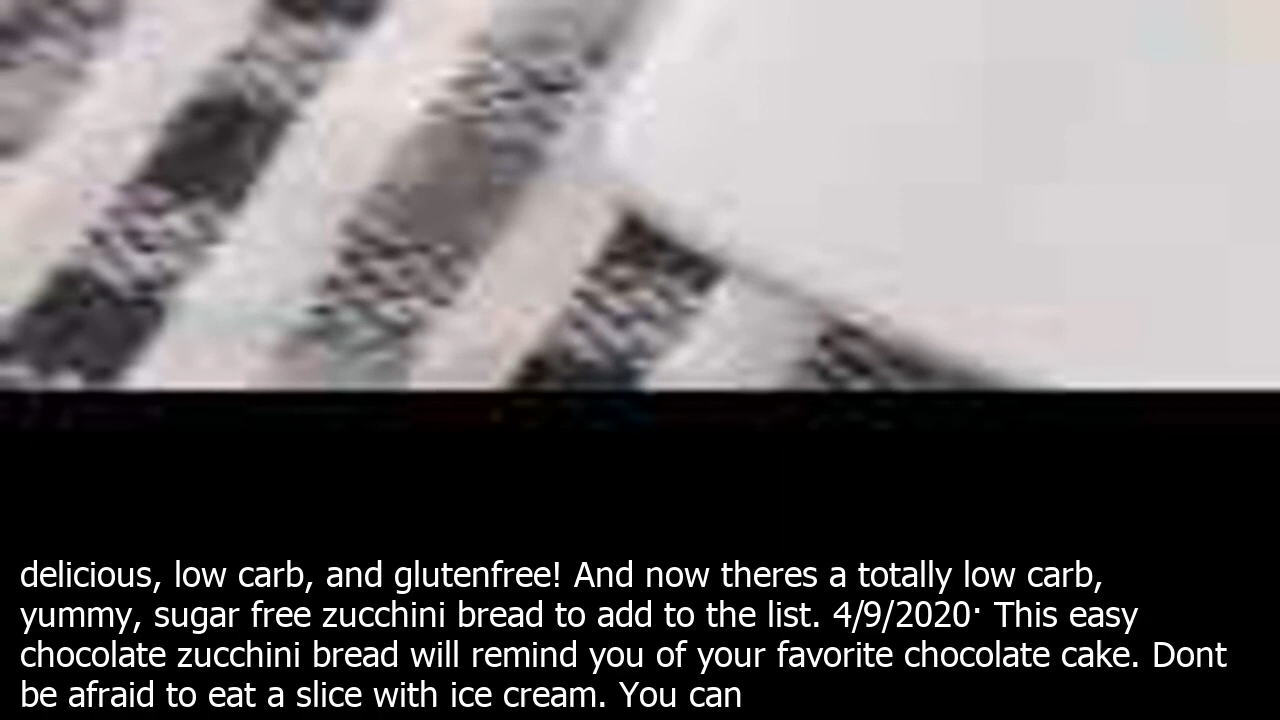 delicious, low carb, and glutenfree! And now theres a totally low carb,
yummy, sugar free zucchini bread to add to the list. 4/9/2020· This easy
chocolate zucchini bread will remind you of your favorite chocolate cake. Dont
be afraid to eat a slice with ice cream. You can